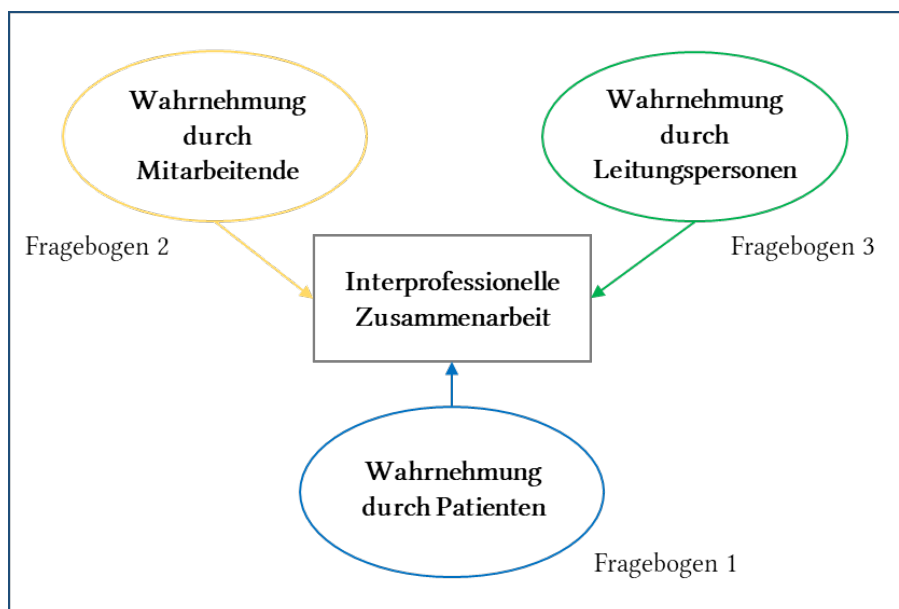 Wahrnehmung
durch
Mitarbeitende
Wahrnehmung
durch
Leitungspersonen
Fragebogen 2
Fragebogen 3
Interprofessionelle
Zusammenarbeit
Wahrnehmung
durch Patienten
Fragebogen 1